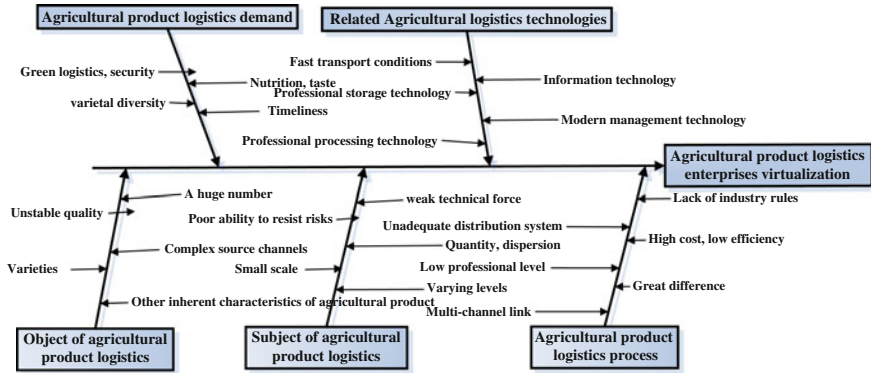 Agricultural product logistics demand
Related Agricultural logistics technologies
Green logistics, security
Nutrition, taste
varietal diversity
Timeliness
Fast transport conditions
Information technology
Professional storage technology
Modern management technology
Professional processing technology
Agricultural product logistics
enterprises virtualization
A huge number
Unstable quality
Complex source channels
Varieties
Other inherent characteristics of agricultural product
weak technical force
Poor ability to resist risks
Quantity, dispersion
Small scale
Varying levels
Lack of industry rules
Unadequate distribution system
High cost, low efficiency
Low professional level
Great difference
Multi-channel link
Object of agricultural
product logistics
Subject of agricultural
product logistics
Agricultural product
logistics process